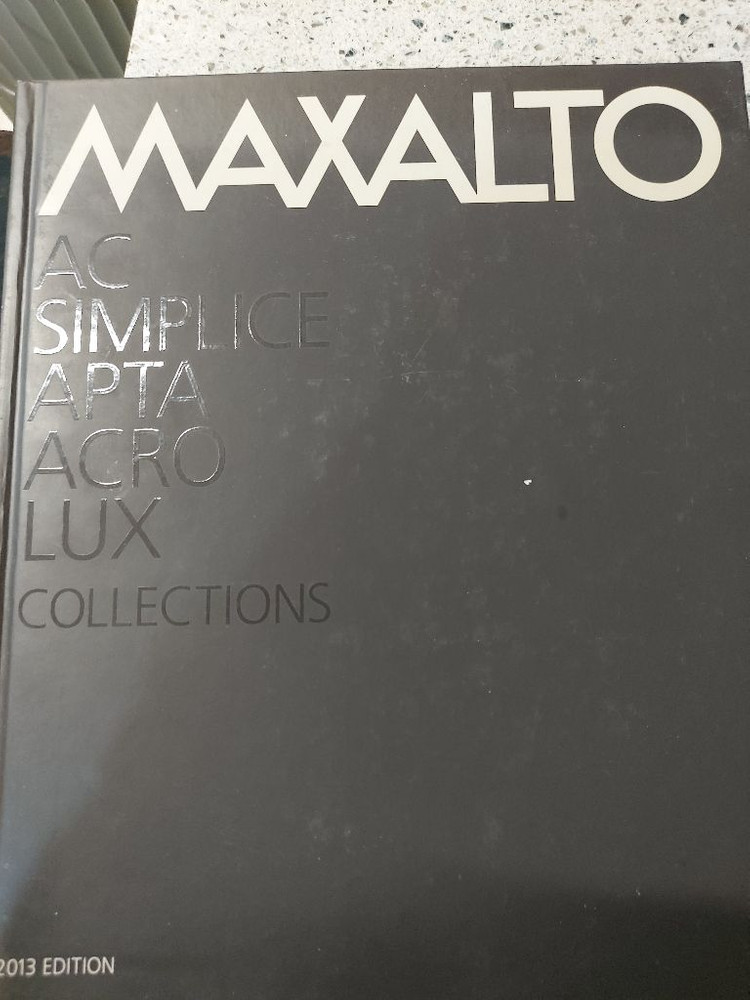 MAXALTO
AC
SIMPLICE
APTA
ACRO
LUX
COLLECTIONS
2013 EDITION